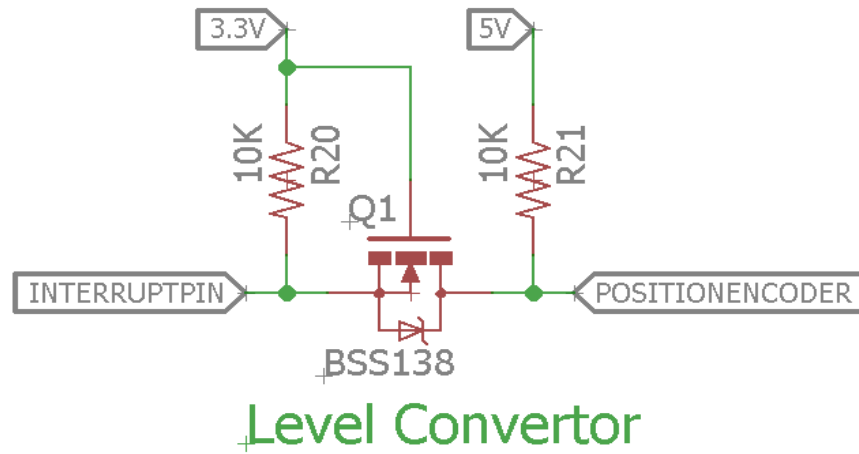 3.3V
5V
10K
R20
10K
R21
Q1
INTERRUPTPIN
POSITIONENCODER
BSS138
Level Convertor